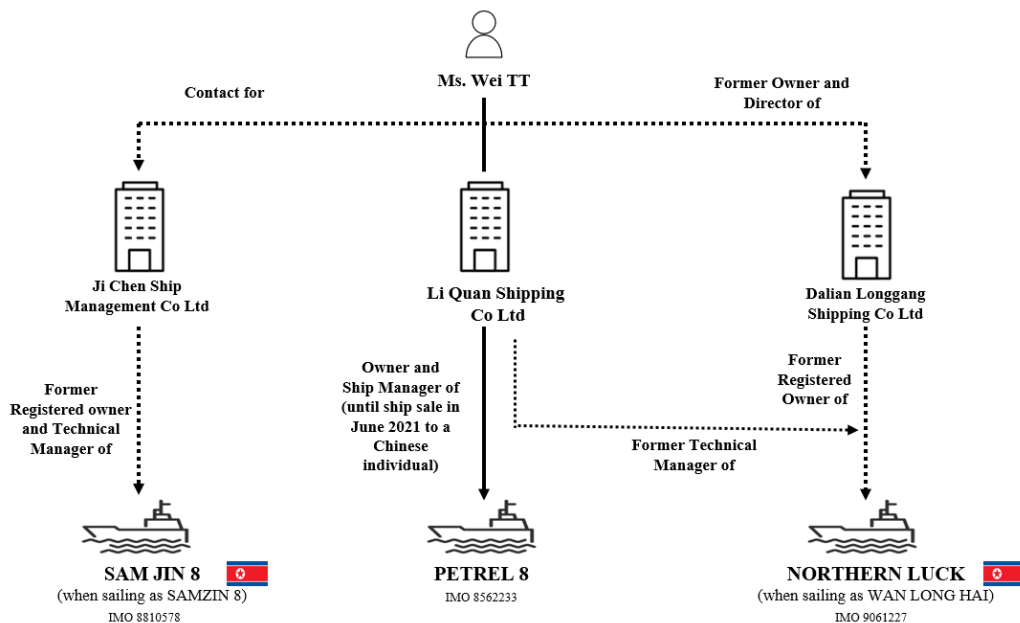 Ms. Wei TT
Contact for
Former Owner and
Director of
Ji Chen Ship
Management Co Ltd
Li Quan Shipping
Co Ltd
Dalian Longgang
Shipping Co Ltd
Former
Registered owner
and Technical
Manager of
Owner and
Ship Manager of
(until ship sale in
June 2021 to a
Chinese
individual)
Former Technical
Manager of
Former
Registered
Owner of
SAM JIN 8
(when sailing as SAMZIN 8)
IMO 8810578
PETREL 8
IMO 8562233
NORTHERN LUCK
(when sailing as WAN LONG HAI)
IMO 9061227